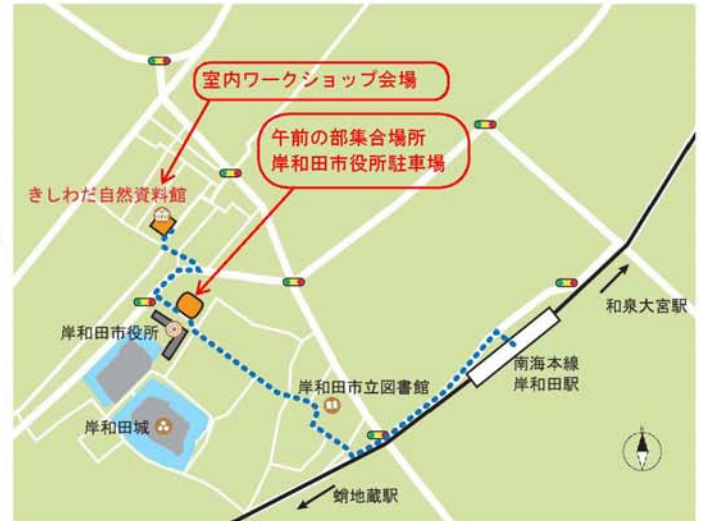 室内ワークショップ会場
午前の部集合場所
岸和田市役所駐車場
きしわだ自然資料館
和泉大宮駅
岸和田市役所
南海本線
岸和田駅
岸和田市立図書館
岸和田城
蛸地蔵駅